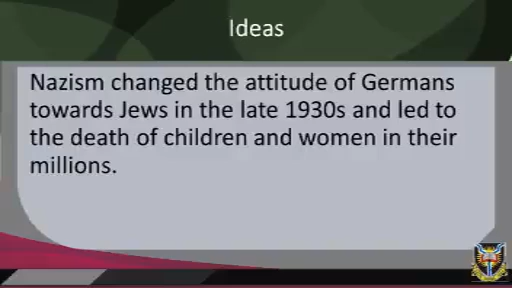 Ideas
Nazism changed the attitude of Germans
towards Jews in the late 1930s and led to
the death of children and women in their
millions.